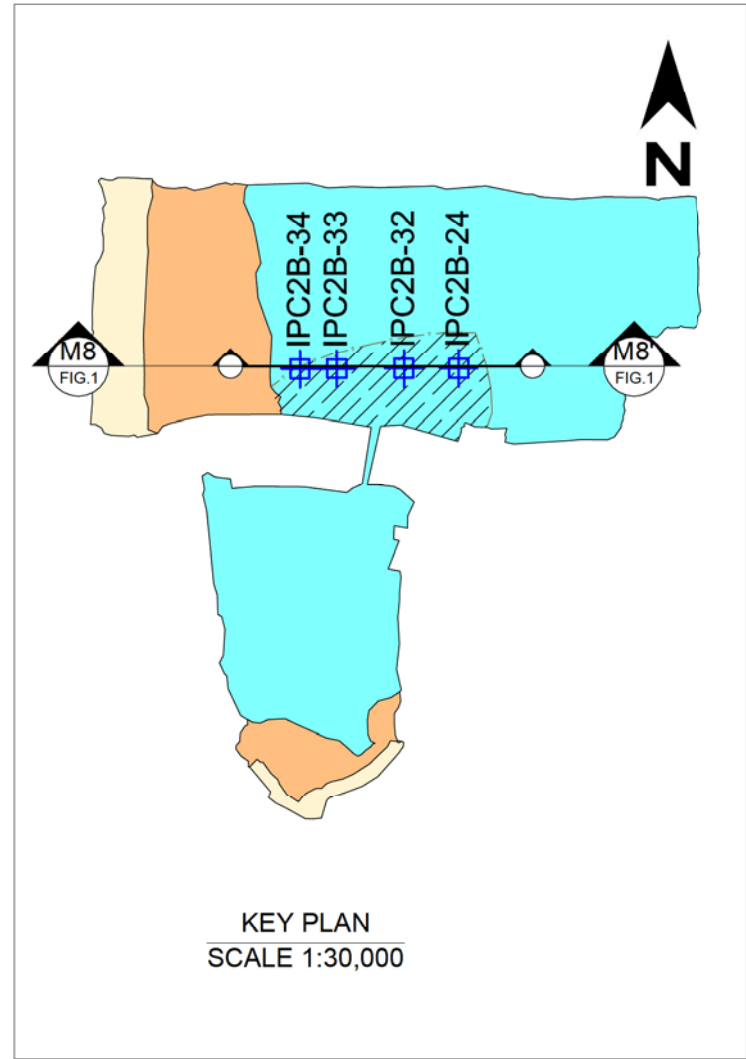 N
IPC2B-34
IPC2B-33
IPC2B-32
IPC2B-24
M8
FIG.1
M8'
FIG.1
KEY PLAN
SCALE 1:30,000